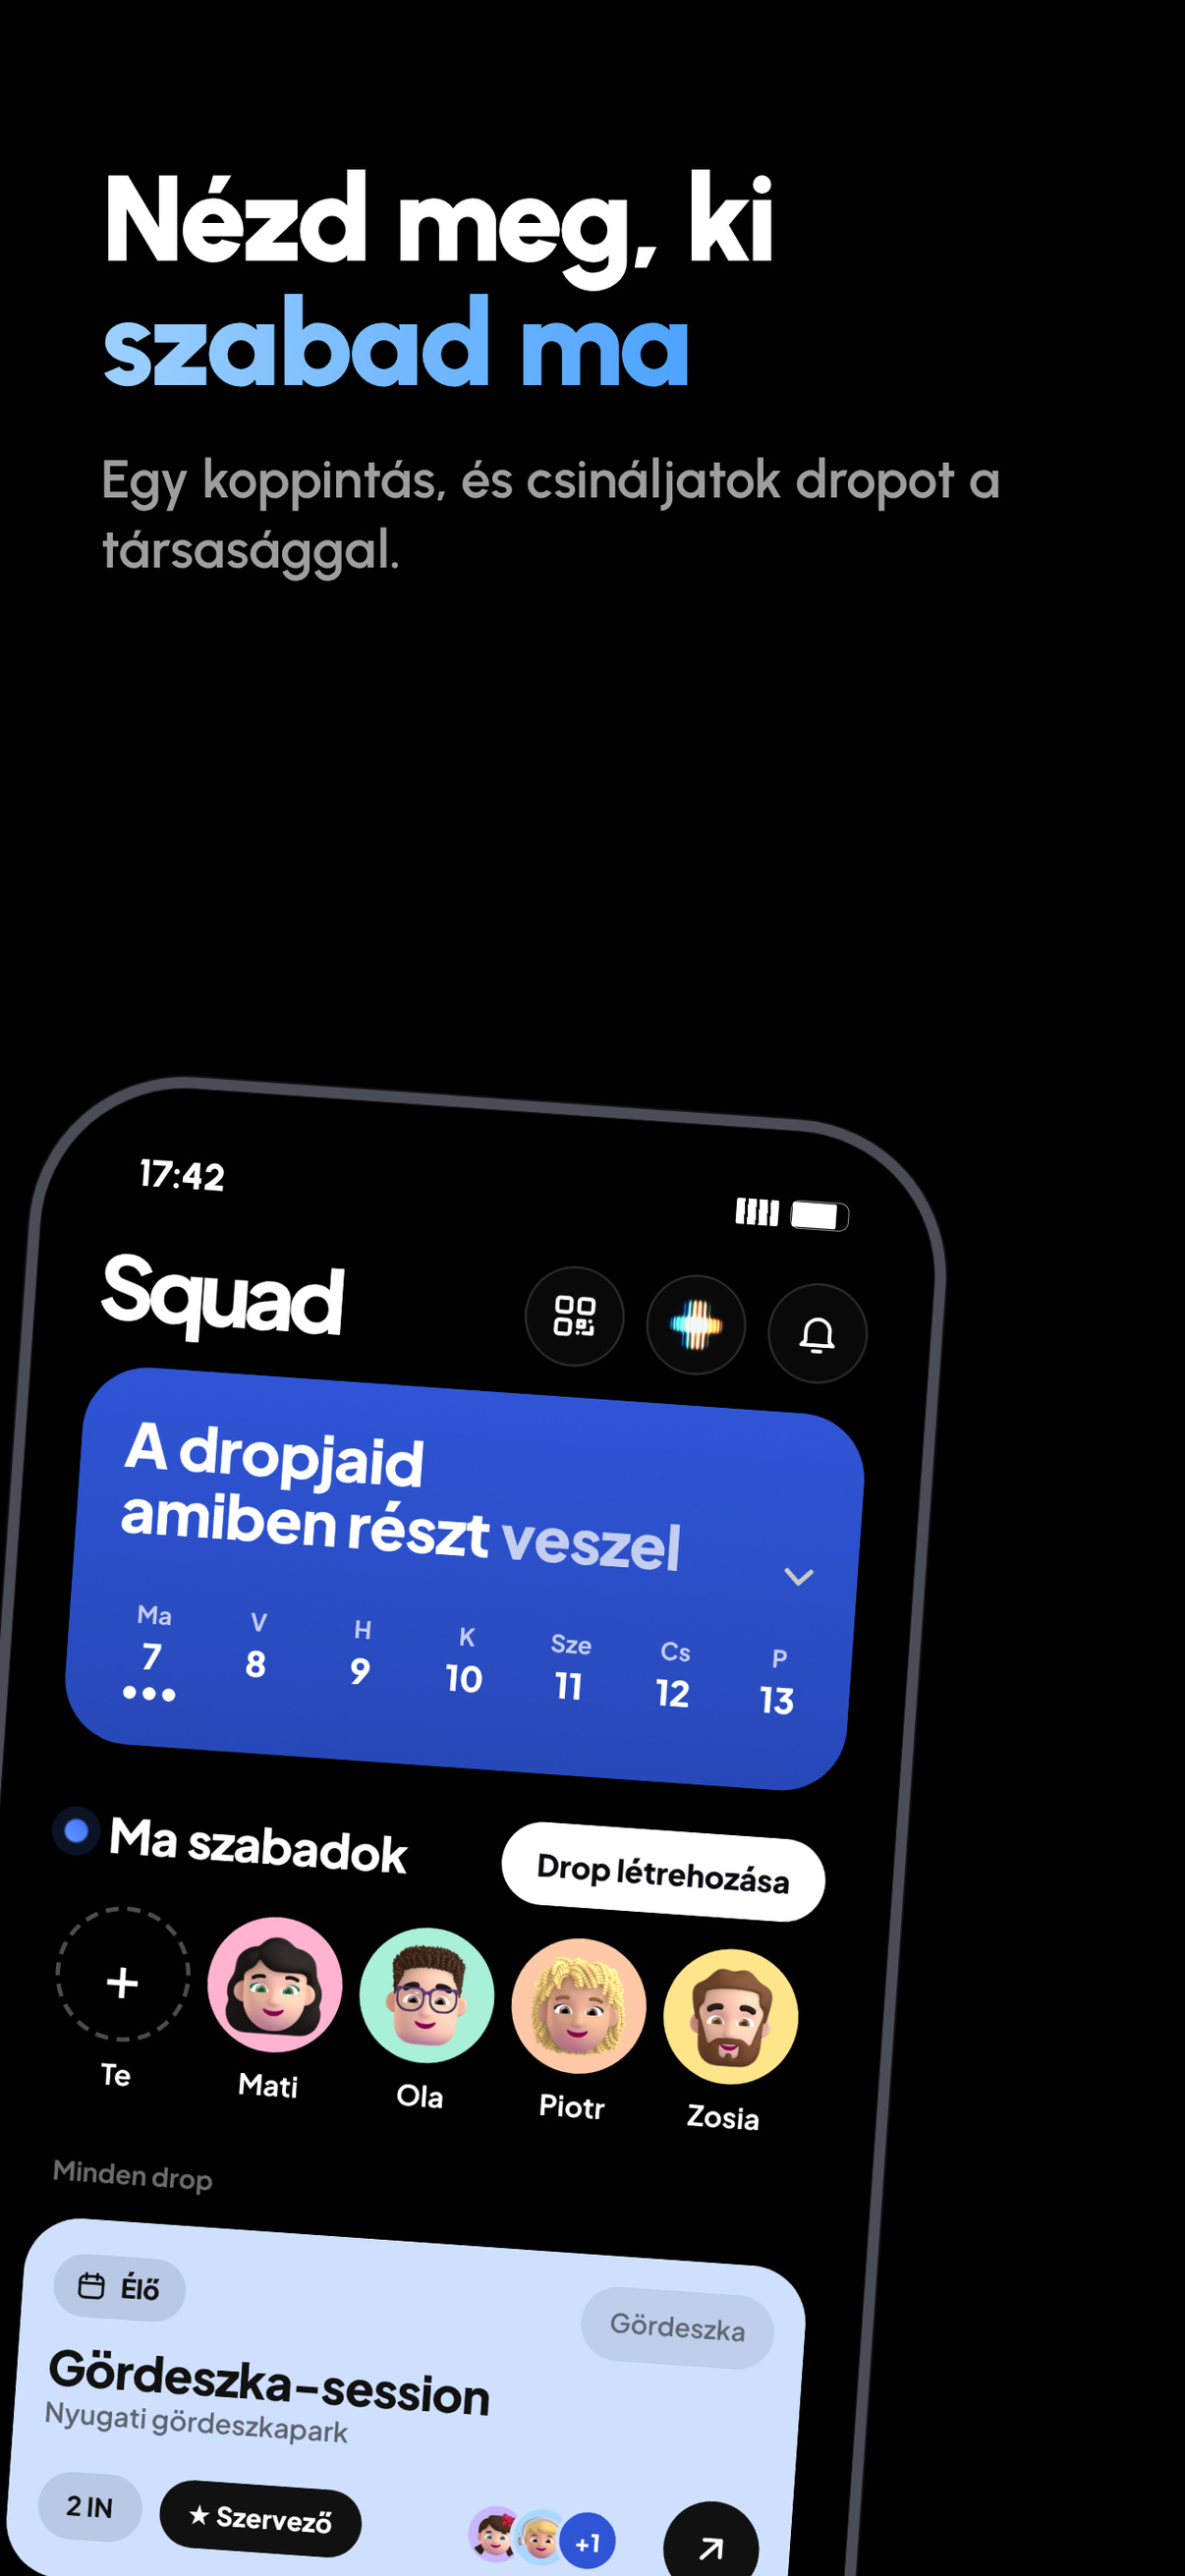 Nézd meg, ki
szabad ma
Egy koppintás, és csináljatok dropot a
társasággal.
17:42
Squad
A dropjaid
amiben részt veszel
Ma V H K Sze Cs P
7 8 9 10 11 12 13
Ma szabadok
Drop létrehozása
Te Mati Ola Piotr Zosia
Minden drop
Élő
Gördeszka
Gördeszka-session
Nyugati gördeszkapark
2 IN ★ Szervező +1